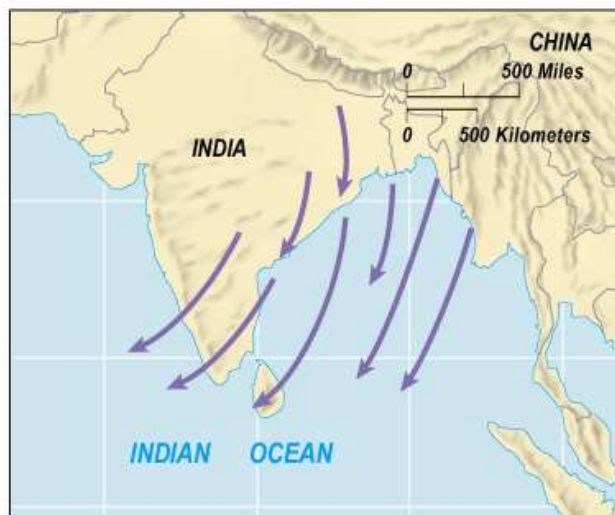 CHINA
0 500 Miles
0 500 Kilometers
INDIA
INDIAN OCEAN